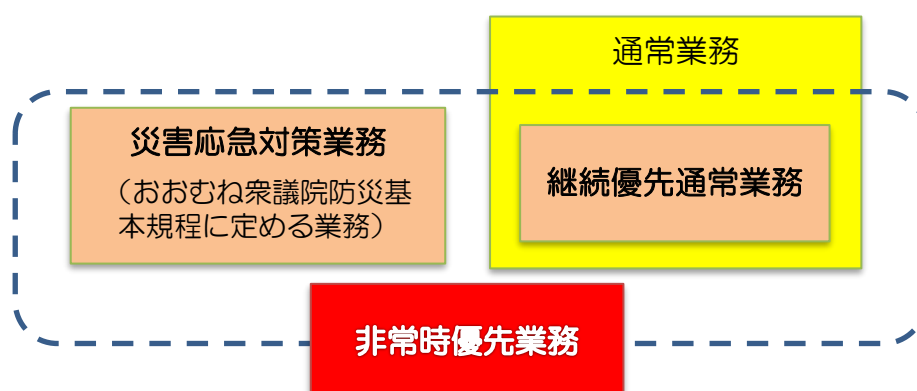 通常業務
災害応急対策業務
（おおむね衆議院防災基
本規程に定める業務）
継続優先通常業務
非常時優先業務